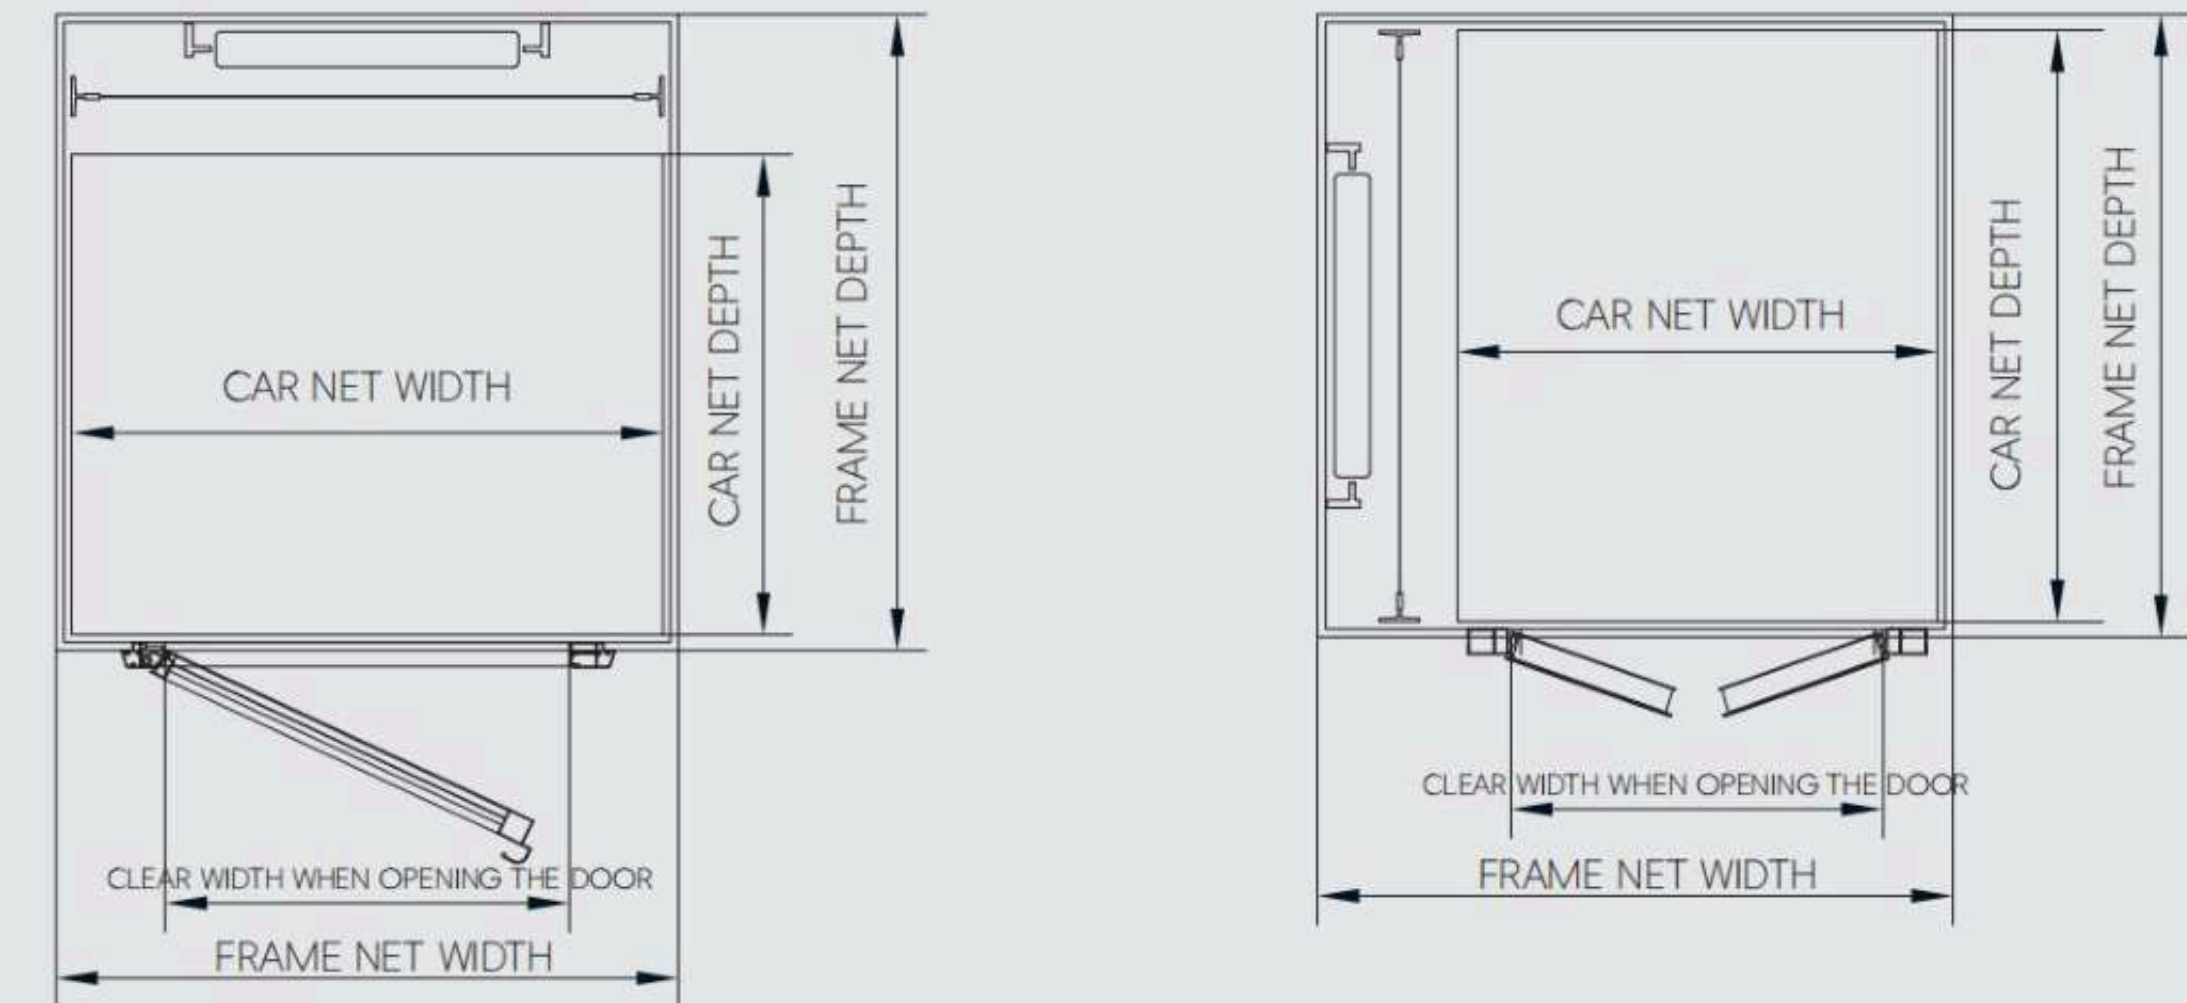 CAR NET WIDTH
CAR NET DEPTH
FRAME NET DEPTH
CLEAR WIDTH WHEN OPENING THE DOOR
FRAME NET WIDTH
CAR NET WIDTH
CAR NET DEPTH
FRAME NET DEPTH
CLEAR WIDTH WHEN OPENING THE DOOR
FRAME NET WIDTH